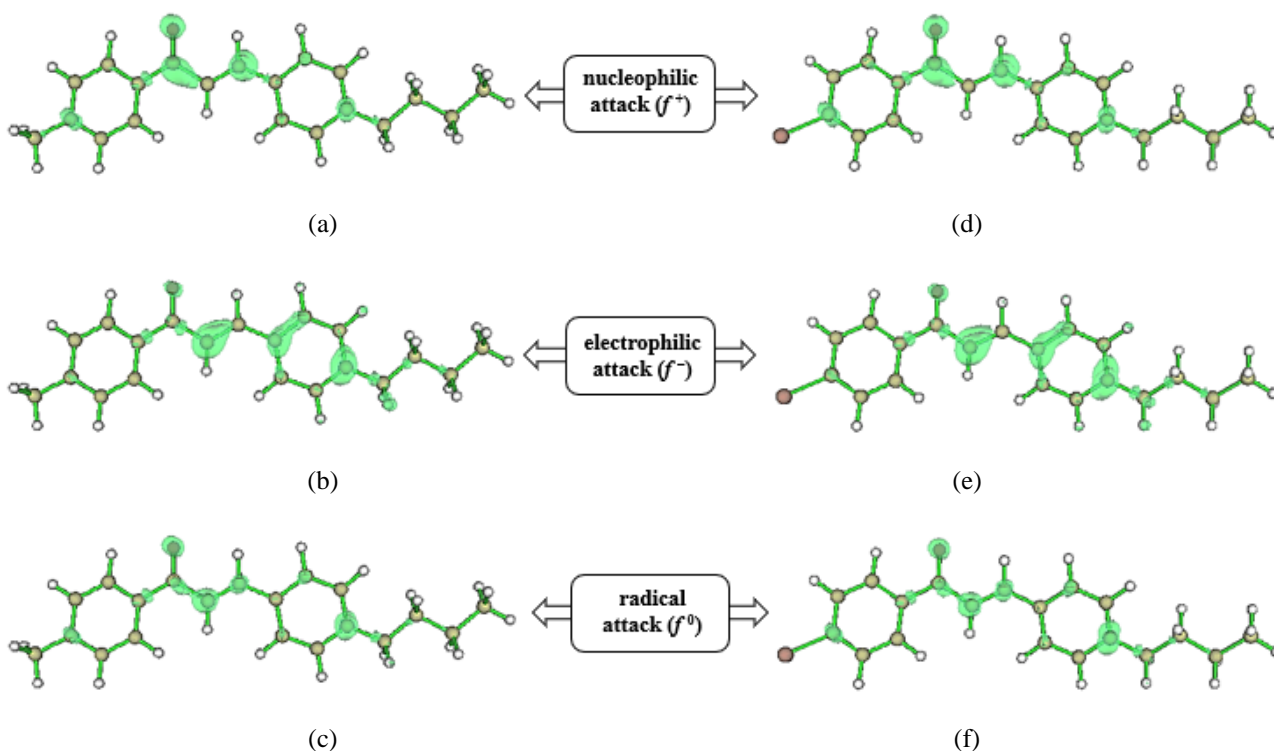 nucleophilic
attack (f⁺)
(a)
(d)
electrophilic
attack (f⁻)
(b)
(e)
radical
attack (f⁰)
(c)
(f)